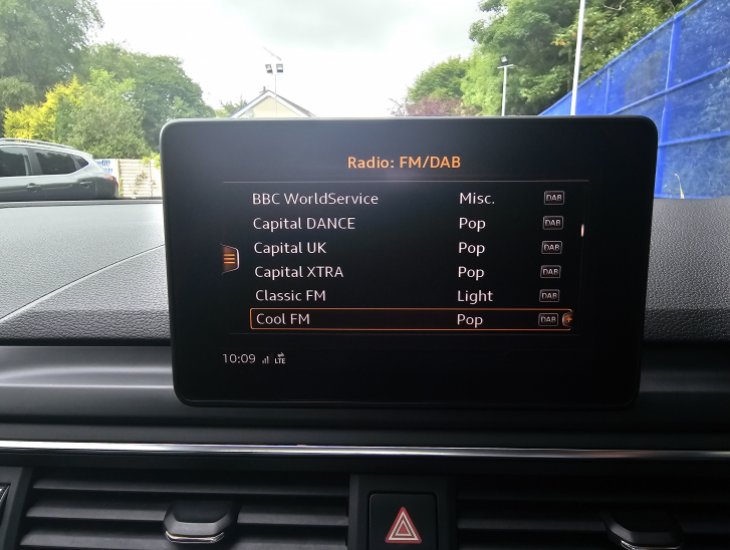 Radio: FM/DAB
BBC WorldService Misc. DAB
Capital DANCE Pop DAB
Capital UK Pop DAB
Capital XTRA Pop DAB
Classic FM Light DAB
Cool FM Pop DAB
10:09 LTE